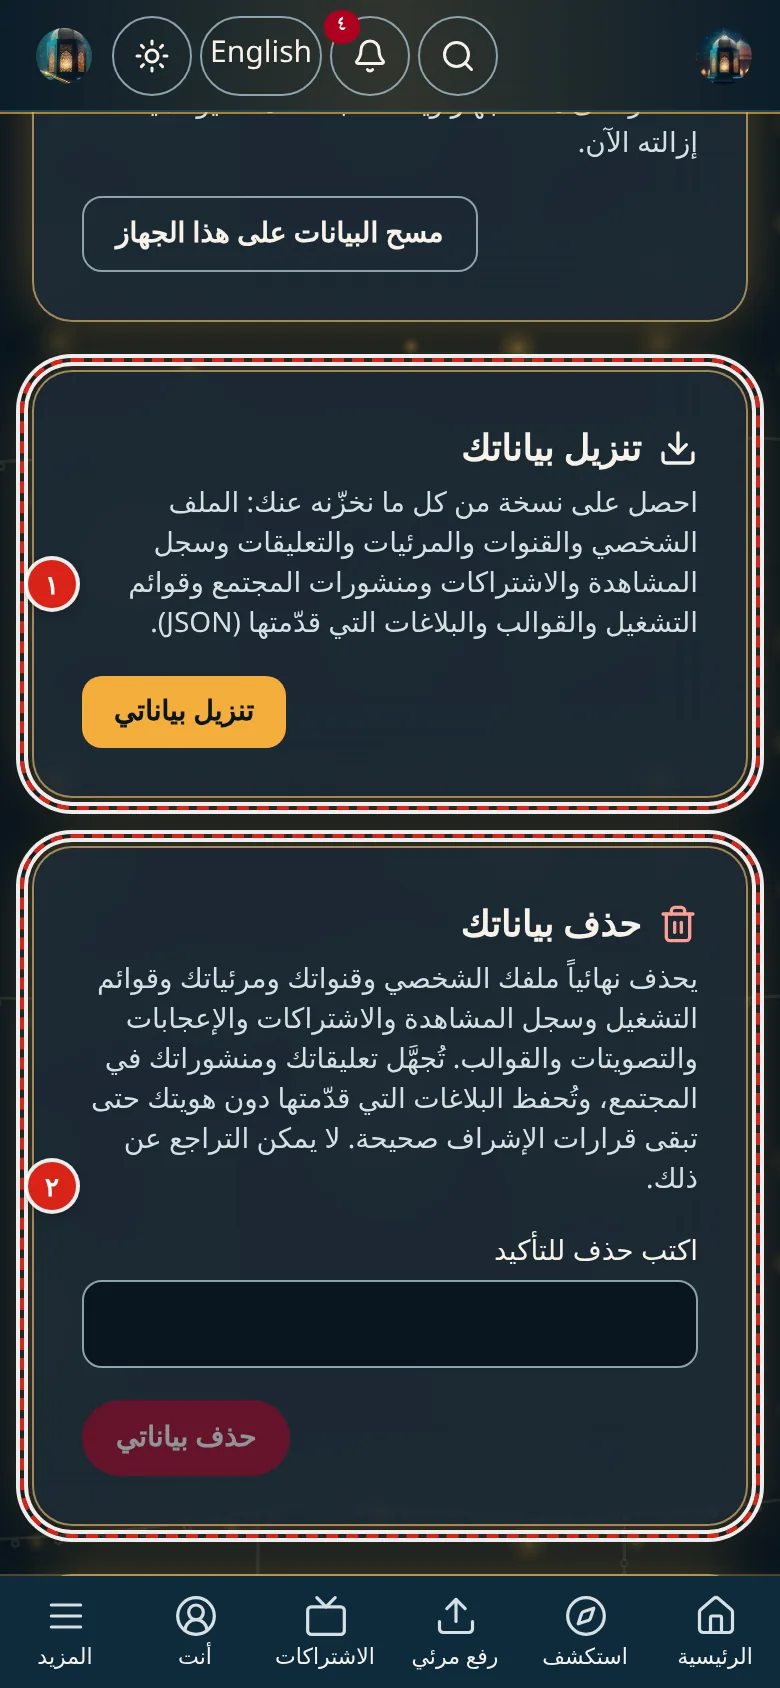 ٤
English
إزالته الآن.
مسح البيانات على هذا الجهاز
تنزيل بياناتك
احصل على نسخة من كل ما نخزّنه عنك: الملف
الشخصي والقنوات والمرئيات والتعليقات وسجل
المشاهدة والاشتراكات ومنشورات المجتمع وقوائم
التشغيل والقوالب والبلاغات التي قدّمتها (JSON).
١
تنزيل بياناتي
حذف بياناتك
يحذف نهائياً ملفك الشخصي وقنواتك ومرئياتك وقوائم
التشغيل وسجل المشاهدة والاشتراكات والإعجابات
والتصويتات والقوالب. تُجهَّل تعليقاتك ومنشوراتك في
المجتمع، وتُحفظ البلاغات التي قدّمتها دون هويتك حتى
تبقى قرارات الإشراف صحيحة. لا يمكن التراجع عن
ذلك.
٢
اكتب حذف للتأكيد
حذف بياناتي
الرئيسية
استكشف
رفع مرئي
الاشتراكات
أنت
المزيد